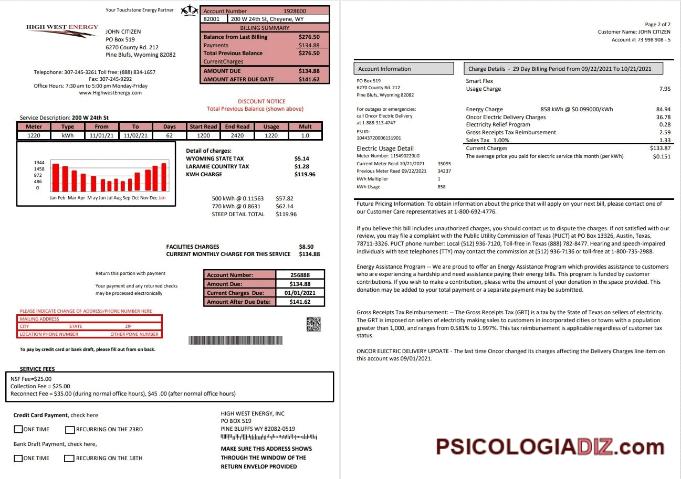 Your Touchstone Energy Partner
HIGH WEST ENERGY
JOHN CITIZEN
PO BOX 519
6270 County Rd. 212
Pine Bluffs, Wyoming 82082
Telephone: 307-245-3261 Toll free:(888) 834-1657
Fax: 307-245-9292
Office Hours: 7:30 am to 5:00 pm Monday-Friday
www.HighwestEnergy.com
Account Number 1928600
82001 200 W 24th St, Cheyene, WY
BILLING SUMMARY
Balance from Last Billing $276.50
Payments $134.88
Total Previous Balance $276.50
CurrentCharges
AMOUNT DUE $134.88
AMOUNT AFTER DUE DATE $141.62
DISCOUNT NOTICE
Total Previous Balance (shown above)
Service Description: 200 W 24th St
Meter Type From To Days Start Read End Read Usage Mult
1220 kWh 11/01/21 11/02/21 62 1200 2420 1220 1.0
1944
1458
972
486
0
Jan Feb Mar Apr May Jun Jul Aug Sep Oct Nov Dec Jan
Detail of charges:
WYOMING STATE TAX $5.14
LARAMIE COUNTRY TAX $1.28
KWH CHARGE $119.96
500 kWh @ 0.11563 $57.82
770 kWh @ 0.8631 $62.14
STEEP DETAIL TOTAL $119.96
FACILITIES CHARGES $8.50
CURRENT MONTHLY CHARGE FOR THIS SERVICE $134.88
Return this portion with payment
Your payment and any returned checks
may be processed electronically
Account Number: 256888
Amount Due: $134.88
Current Charges Due: 01/01/2021
Amount After Due Date: $141.62
PLEASE INDICATE CHANGE OF ADDRESS/PHONE NUMBER HERE
MAILING ADDRESS
CITY STATE ZIP
LOCATION PHONE NUMBER OTHER PONE NUMBER
To pay by credit card or bank draft, please fill out from on back.
SERVICE FEES
NSF Fee=$25.00
Collection Fee = $25.00
Reconnect Fee = $35.00 (during normal office hours), $45 .00 (after normal office hours)
Credit Card Payment, check here
ONE TIME RECURRING ON THE 23RD
Bank Draft Payment, check here,
ONE TIME RECURRING ON THE 18TH
HIGH WEST ENERGY, INC
PO BOX 519
PINE BLUFFS WY 82082-0519
MAKE SURE THIS ADDRESS SHOWS
THROUGH THE WINDOW OF THE
RETURN ENVELOP PROVIDED
Page 2 of 2
Customer Name: JOHN CITIZEN
Account #: 73 998 908 - 5
Account Information
PO BOX 519
6270 County Rd. 212
Pine Bluffs, Wyoming 82082
For outages or emergencies:
call Oncor Electric Delivery
at 1.888-313-4747
ESI ID:
10443720006131901
Electric Usage Detail
Meter Number: 115490220LG
Current Meter Read 10/21/2021 35095
Previous Meter Read 09/22/2021 34237
kWh Multiplier 1
kWh Usage 858
Charge Details - 29 Day Billing Period From 09/22/2021 To 10/21/2021
Smart Flex
Usage Charge 7.95
Energy Charge 858 kWh @ $0.099000/kWh 84.94
Oncor Electric Delivery Charges 36.78
Electricity Relief Program 0.28
Gross Receipts Tax Reimbursement 2.59
Sales Tax 1.00% 1.33
Current Charges $133.87
The average price you paid for electric service this month (per kWh) $0.151
Future Pricing Information: To obtain information about the price that will apply on your next bill, please contact one of
our Customer Care representatives at 1-800-692-4776.
If you believe this bill includes unauthorized charges, you should contact us to dispute the charges. If not satisfied with our
review, you may file a complaint with the Public Utility Commission of Texas (PUCT) at PO Box 13326, Austin, Texas,
78711-3326. PUCT phone number: Local (512) 936-7120, Toll-free in Texas (888) 782-8477. Hearing and speech-impaired
individuals with text telephones (TTY) may contact the commission at (512) 936-7136 or toll-free at 1-800-735-2988.
Energy Assistance Program — We are proud to offer an Energy Assistance Program which provides assistance to customers
who are experiencing a hardship and need assistance paying their energy bills. This program is funded by customer
contributions. If you wish to make a contribution, please write the amount of your donation in the space provided. This
donation may be added to your total payment or a separate payment may be submitted.
Gross Receipts Tax Reimbursement: -- The Gross Receipts Tax (GRT) is a tax by the State of Texas on sellers of electricity.
The GRT is imposed on sellers of electricity making sales to customers in incorporated cities or towns with a population
greater than 1,000, and ranges from 0.581% to 1.997%. This tax reimbursement is applicable regardless of customer tax
status.
ONCOR ELECTRIC DELIVERY UPDATE - The last time Oncor changed its charges affecting the Delivery Charges line item on
this account was 09/01/2021.
PSICOLOGIADIZ.com